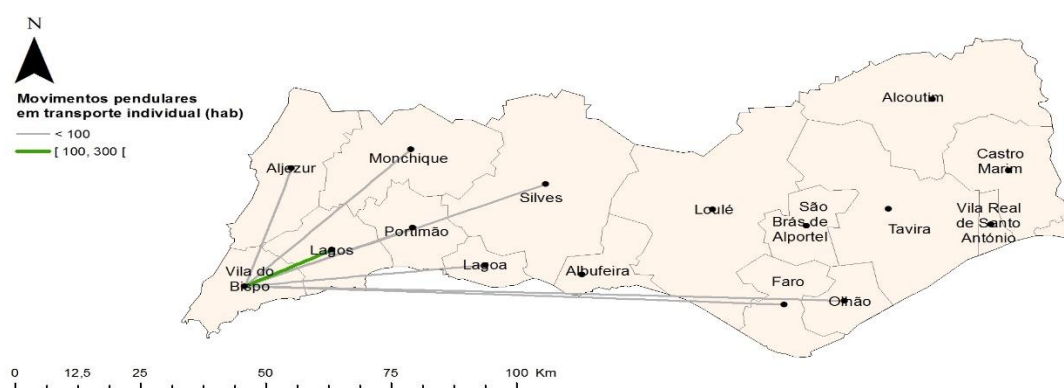 N
Movimentos pendulares
em transporte individual (hab)
< 100
[ 100, 300 [
Alcoutim
Castro
Marim
Monchique
Aljezur
Silves
Loulé
São
Brás de
Alportel
Tavira
Vila Real
de Santo
António
Portimão
Lagos
Vila do
Bispo
Lagoa
Albufeira
Faro
Olhão
0 12,5 25 50 75 100 Km